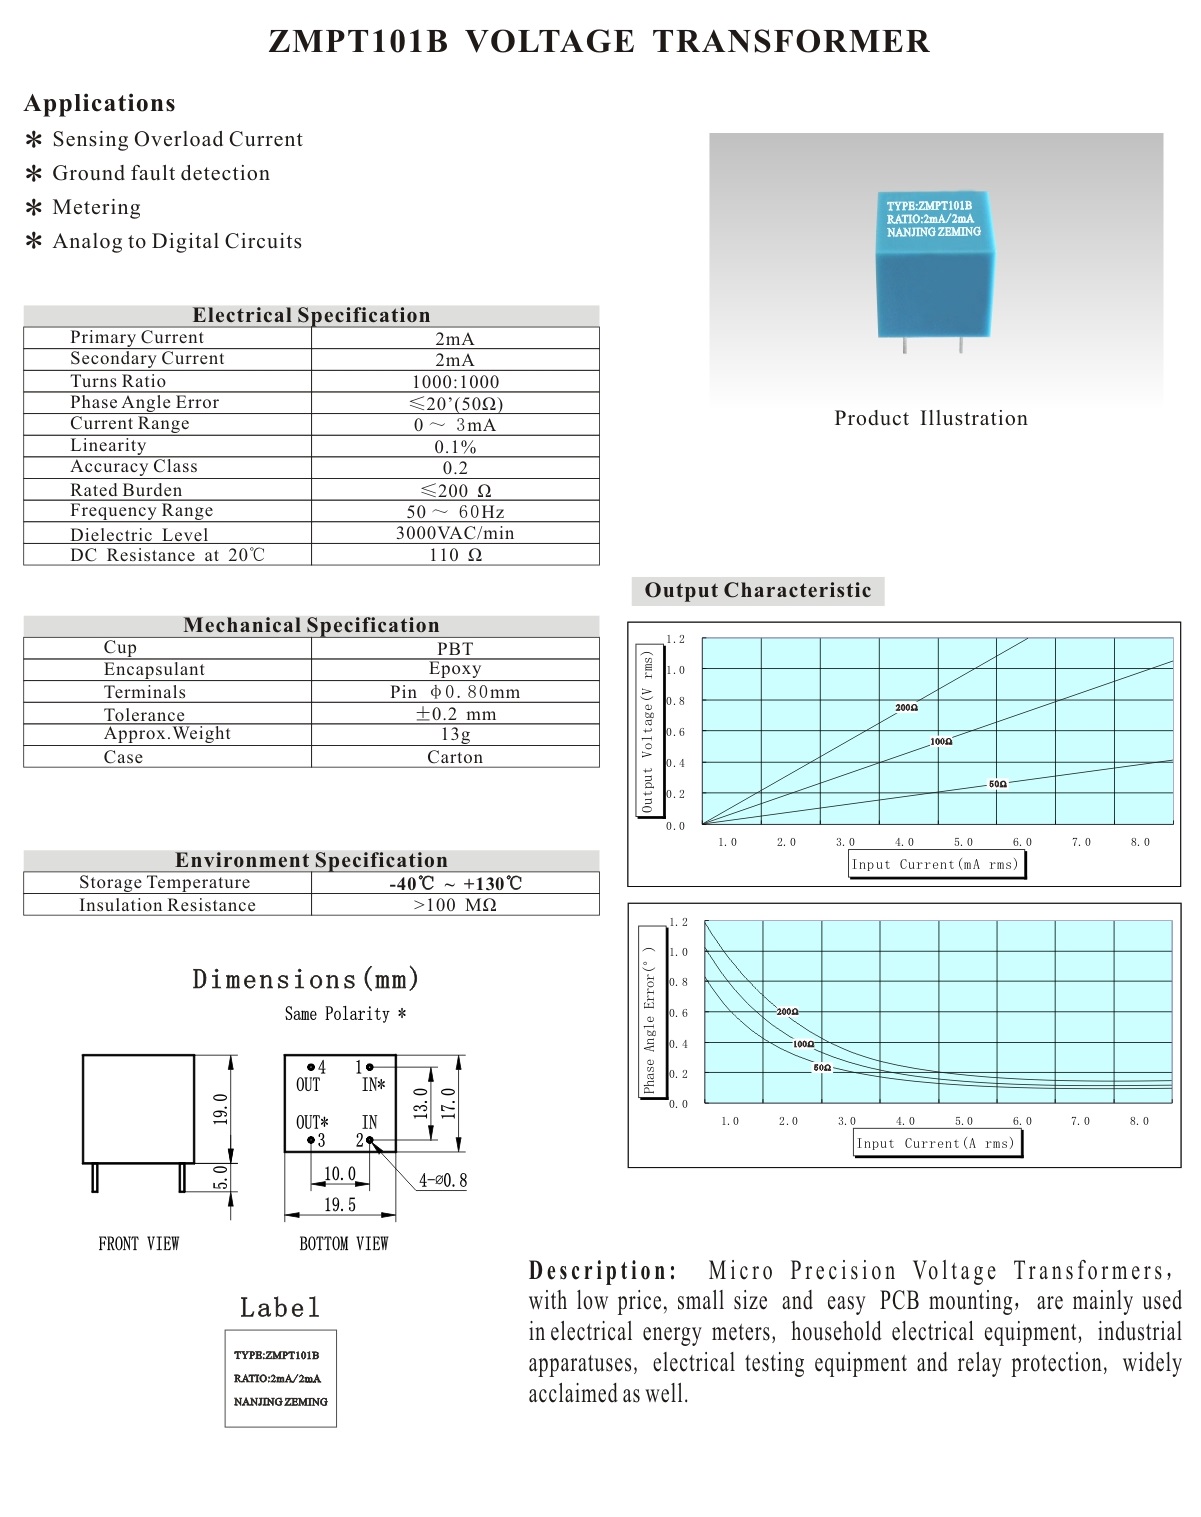 ZMPT101B VOLTAGE TRANSFORMER
Applications
✻ Sensing Overload Current
✻ Ground fault detection
✻ Metering
✻ Analog to Digital Circuits
TYPE:ZMPT101B
RATIO:2mA/2mA
NANJING ZEMING
Product Illustration
Electrical Specification
Primary Current 2mA
Secondary Current 2mA
Turns Ratio 1000:1000
Phase Angle Error ≤20’(50Ω)
Current Range 0 ～ 3mA
Linearity 0.1%
Accuracy Class 0.2
Rated Burden ≤200 Ω
Frequency Range 50 ～ 60Hz
Dielectric Level 3000VAC/min
DC Resistance at 20℃ 110 Ω
Mechanical Specification
Cup PBT
Encapsulant Epoxy
Terminals Pin φ0.80mm
Tolerance ±0.2 mm
Approx.Weight 13g
Case Carton
Environment Specification
Storage Temperature -40℃ ~ +130℃
Insulation Resistance >100 MΩ
Output Characteristic
Output Voltage(V rms)
1.2
1.0
0.8
0.6
0.4
0.2
0.0
200Ω
100Ω
50Ω
1.0 2.0 3.0 4.0 5.0 6.0 7.0 8.0
Input Current(mA rms)
Phase Angle Error(°)
1.2
1.0
0.8
0.6
0.4
0.2
0.0
200Ω
100Ω
50Ω
1.0 2.0 3.0 4.0 5.0 6.0 7.0 8.0
Input Current(A rms)
Dimensions(mm)
Same Polarity *
19.0
5.0
FRONT VIEW
4 1
OUT IN*
OUT* IN
3 2
13.0
17.0
10.0
19.5
4-⌀0.8
BOTTOM VIEW
Label
TYPE:ZMPT101B
RATIO:2mA/2mA
NANJING ZEMING
Description: Micro Precision Voltage Transformers,
with low price, small size and easy PCB mounting, are mainly used
in electrical energy meters, household electrical equipment, industrial
apparatuses, electrical testing equipment and relay protection, widely
acclaimed as well.